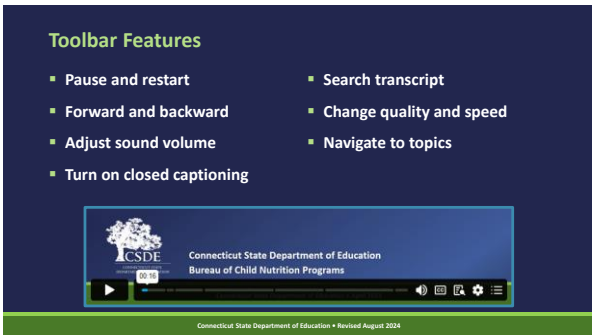 Toolbar Features
Pause and restart
Forward and backward
Adjust sound volume
Turn on closed captioning
Search transcript
Change quality and speed
Navigate to topics
CSDE
Connecticut State Department of Education
Bureau of Child Nutrition Programs
00:16
CC
Connecticut State Department of Education • Revised August 2024